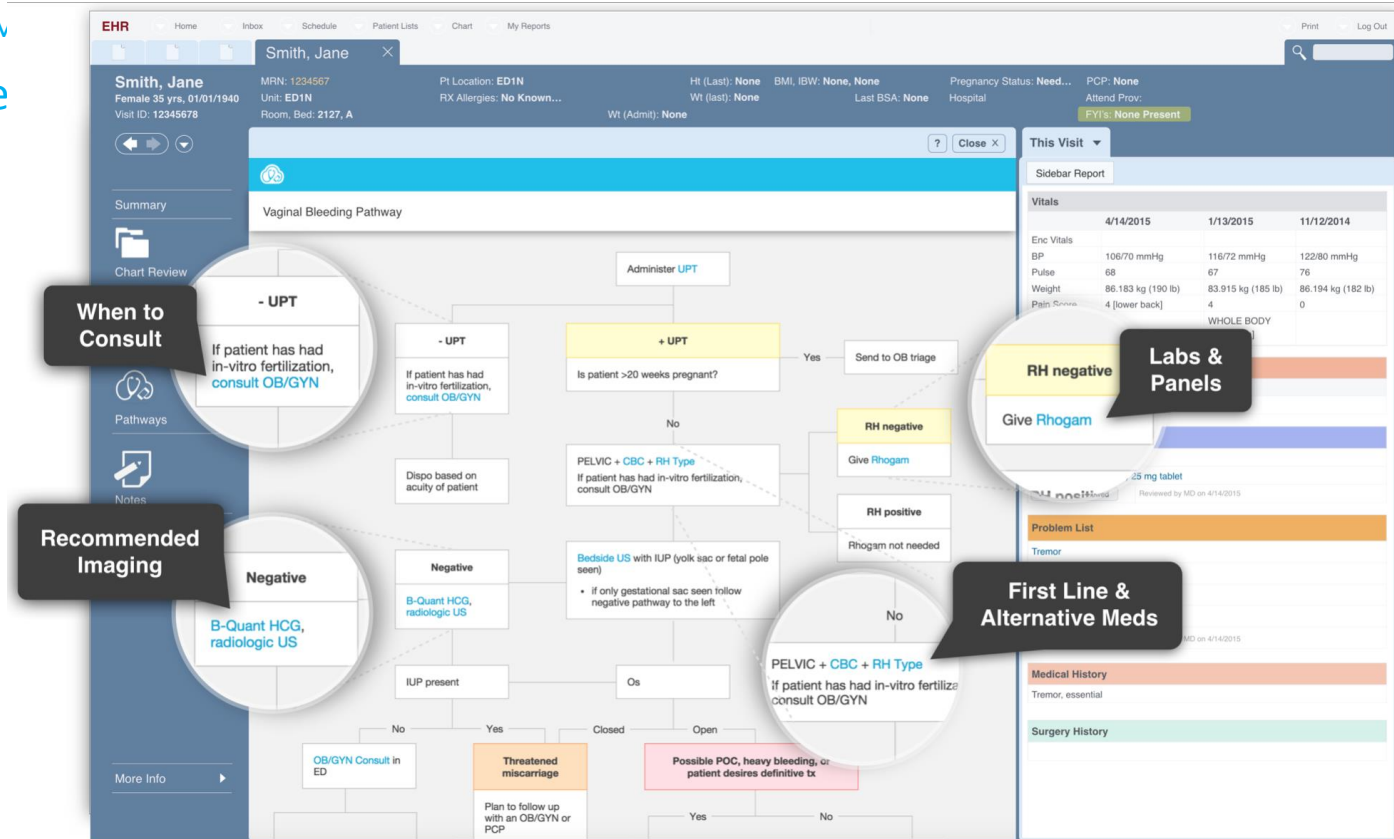 EHR Home Inbox Schedule Patient Lists Chart My Reports Print Log Out
Smith, Jane
Smith, Jane
Female 35 yrs, 01/01/1940
Visit ID: 12345678
MRN: 1234567
Unit: ED1N
Room, Bed: 2127, A
Pt Location: ED1N
RX Allergies: No Known...
Wt (Admit): None
Ht (Last): None
Wt (last): None
BMI, IBW: None, None
Last BSA: None
Pregnancy Status: Need...
Hospital
PCP: None
Attend Prov:
FYI's: None Present
? Close X
Summary
Chart Review
Pathways
Notes
More Info
Vaginal Bleeding Pathway
Administer UPT
- UPT
If patient has had
in-vitro fertilization,
consult OB/GYN
When to
Consult
- UPT
If patient has had
in-vitro fertilization,
consult OB/GYN
+ UPT
Is patient >20 weeks pregnant?
Yes
Send to OB triage
No
Dispo based on
acuity of patient
PELVIC + CBC + RH Type
If patient has had in-vitro fertilization,
consult OB/GYN
RH negative
Give Rhogam
RH positive
Rhogam not needed
RH negative
Give Rhogam
Labs &
Panels
Recommended
Imaging
Negative
B-Quant HCG,
radiologic US
Negative
B-Quant HCG,
radiologic US
Bedside US with IUP (yolk sac or fetal pole
seen)
• if only gestational sac seen follow
negative pathway to the left
No
PELVIC + CBC + RH Type
If patient has had in-vitro
consult OB/GYN
First Line &
Alternative Meds
IUP present
Os
No Yes Closed Open
OB/GYN Consult in
ED
Threatened
miscarriage
Plan to follow up
with an OB/GYN or
PCP
Possible POC, heavy bleeding, or
patient desires definitive tx
Yes No
This Visit
Sidebar Report
Vitals
4/14/2015 1/13/2015 11/12/2014
Enc Vitals
BP 106/70 mmHg 116/72 mmHg 122/80 mmHg
Pulse 68 67 76
Weight 86.183 kg (190 lb) 83.915 kg (185 lb) 86.194 kg (182 lb)
Pain Score 4 [lower back] 4 0
WHOLE BODY
25 mg tablet
Reviewed by MD on 4/14/2015
Problem List
Tremor
MD on 4/14/2015
Medical History
Tremor, essential
Surgery History